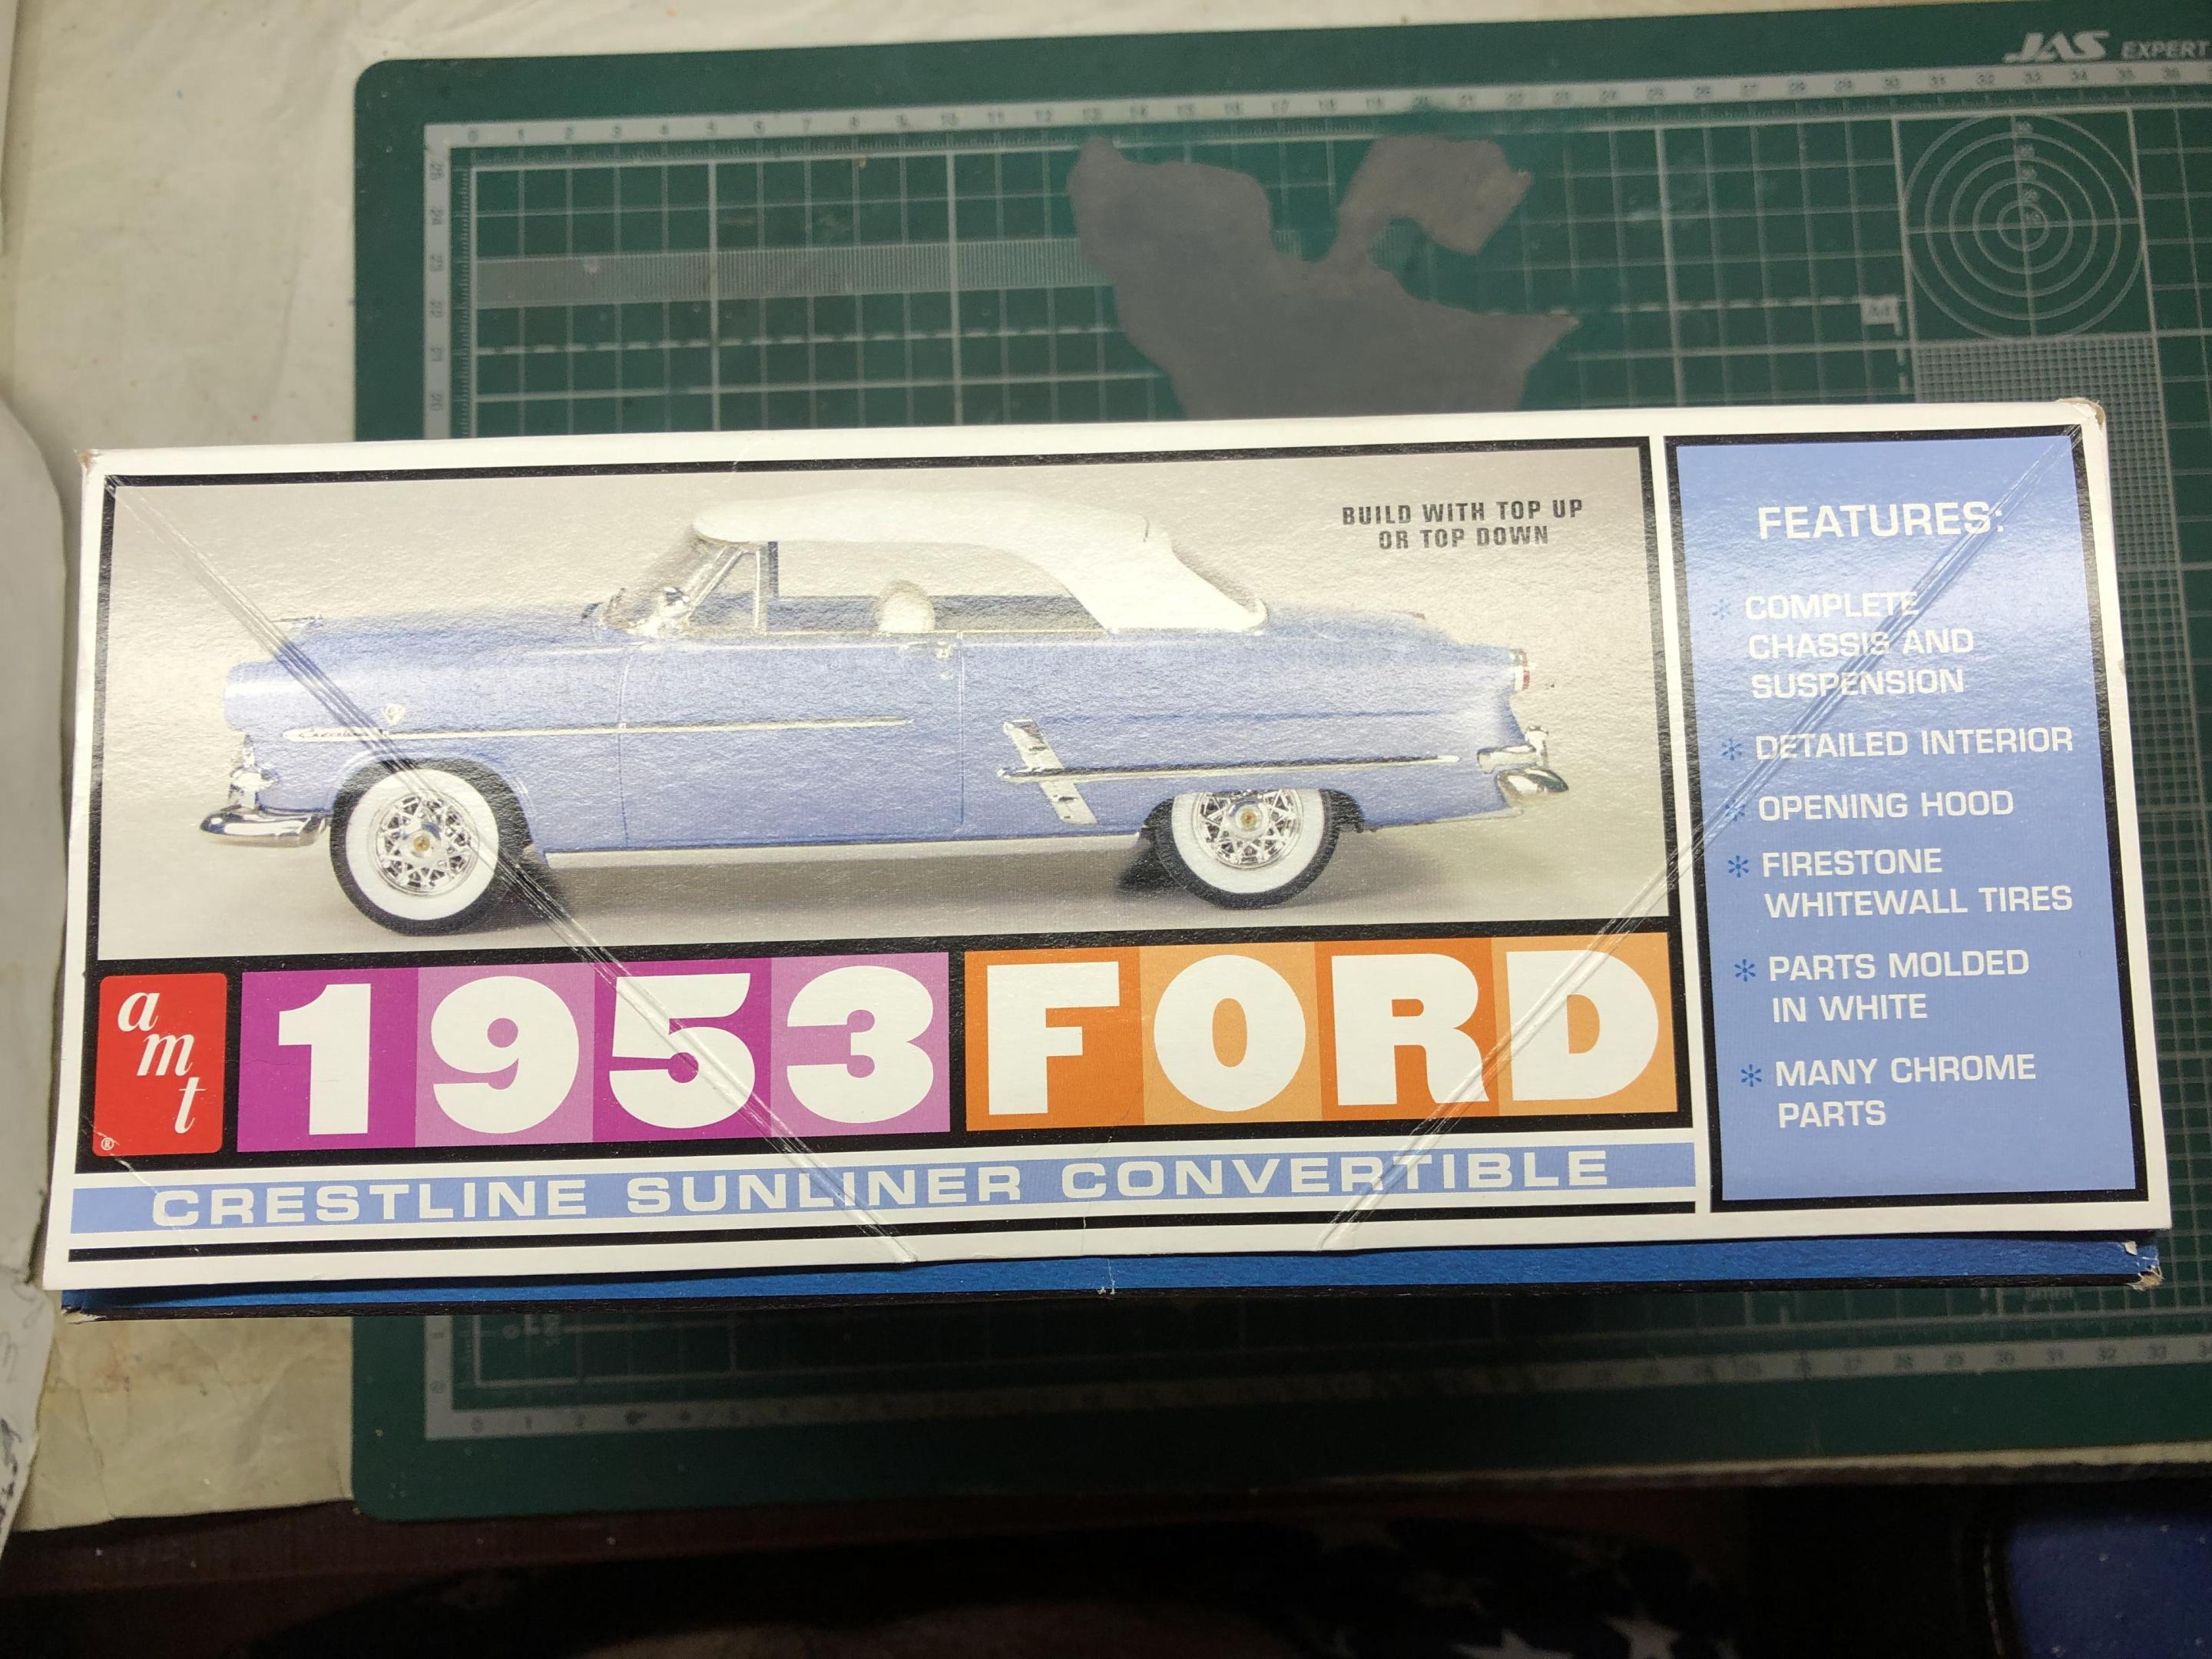 JAS EXPERT
BUILD WITH TOP UP
OR TOP DOWN
a
m
t
®
1953 FORD
CRESTLINE SUNLINER CONVERTIBLE
FEATURES:
* COMPLETE
CHASSIS AND
SUSPENSION
* DETAILED INTERIOR
* OPENING HOOD
* FIRESTONE
WHITEWALL TIRES
* PARTS MOLDED
IN WHITE
* MANY CHROME
PARTS